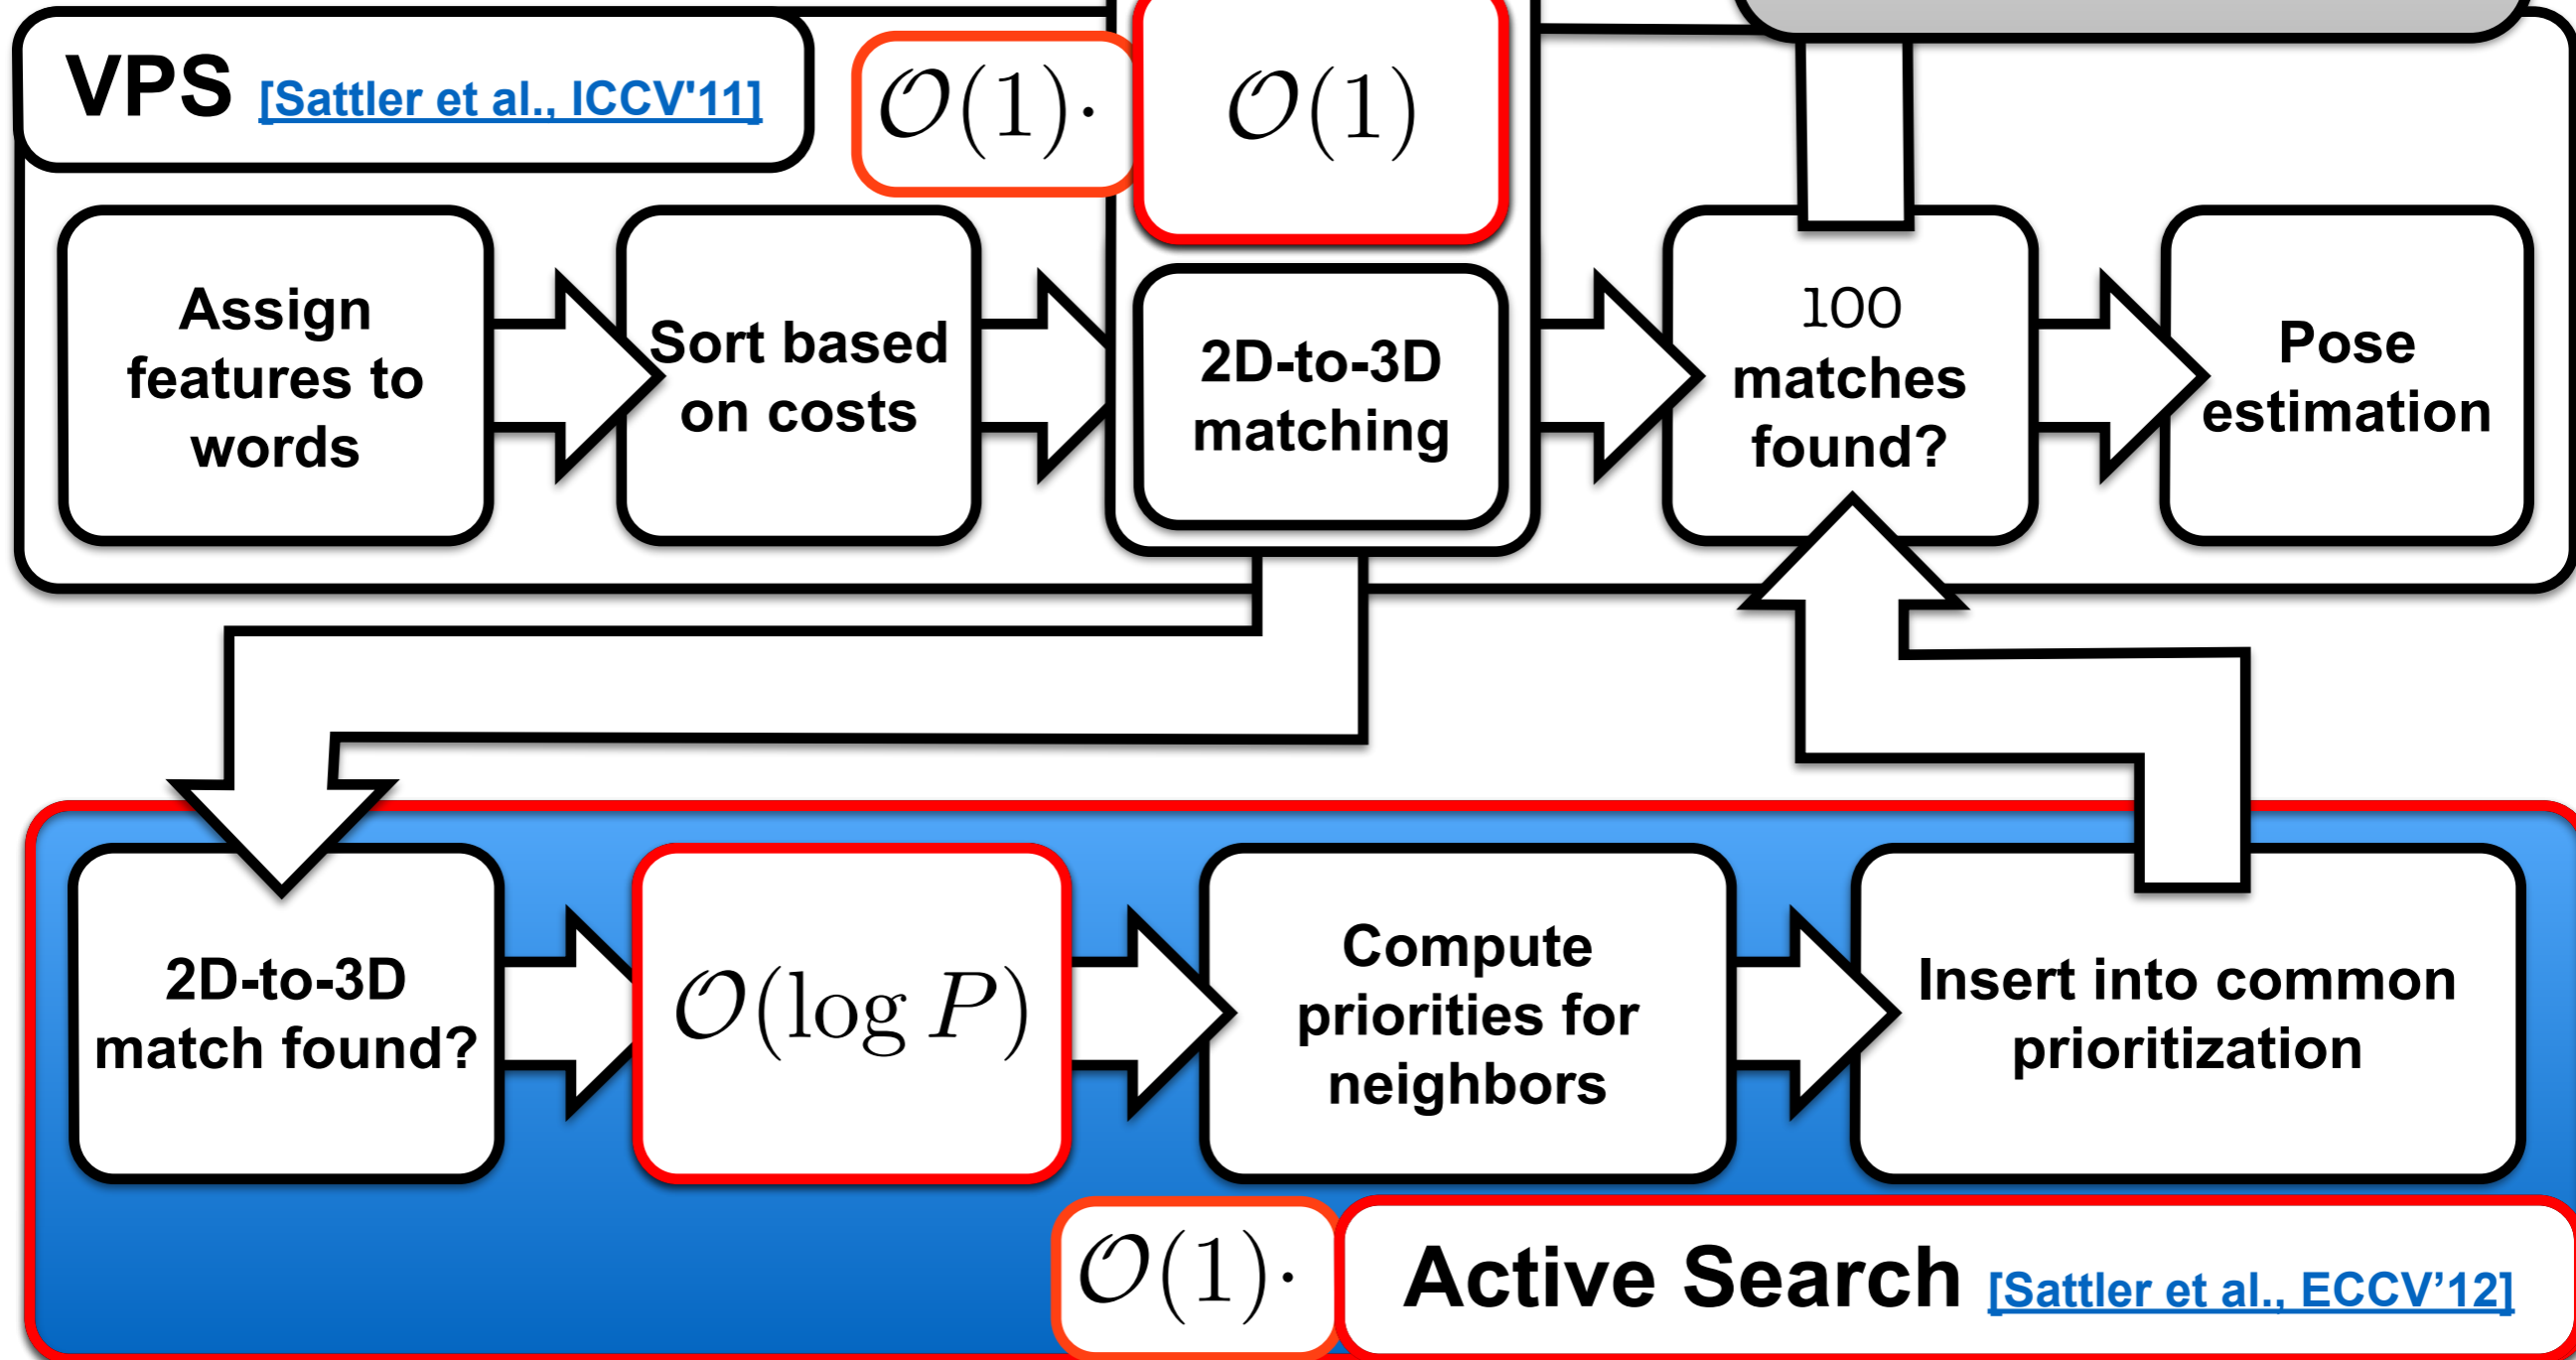 VPS [Sattler et al., ICCV'11]
𝒪(1)·
𝒪(1)
Assign
features to
words
Sort based
on costs
2D-to-3D
matching
100
matches
found?
Pose
estimation
2D-to-3D
match found?
𝒪(log P)
Compute
priorities for
neighbors
Insert into common
prioritization
𝒪(1)·
Active Search [Sattler et al., ECCV’12]